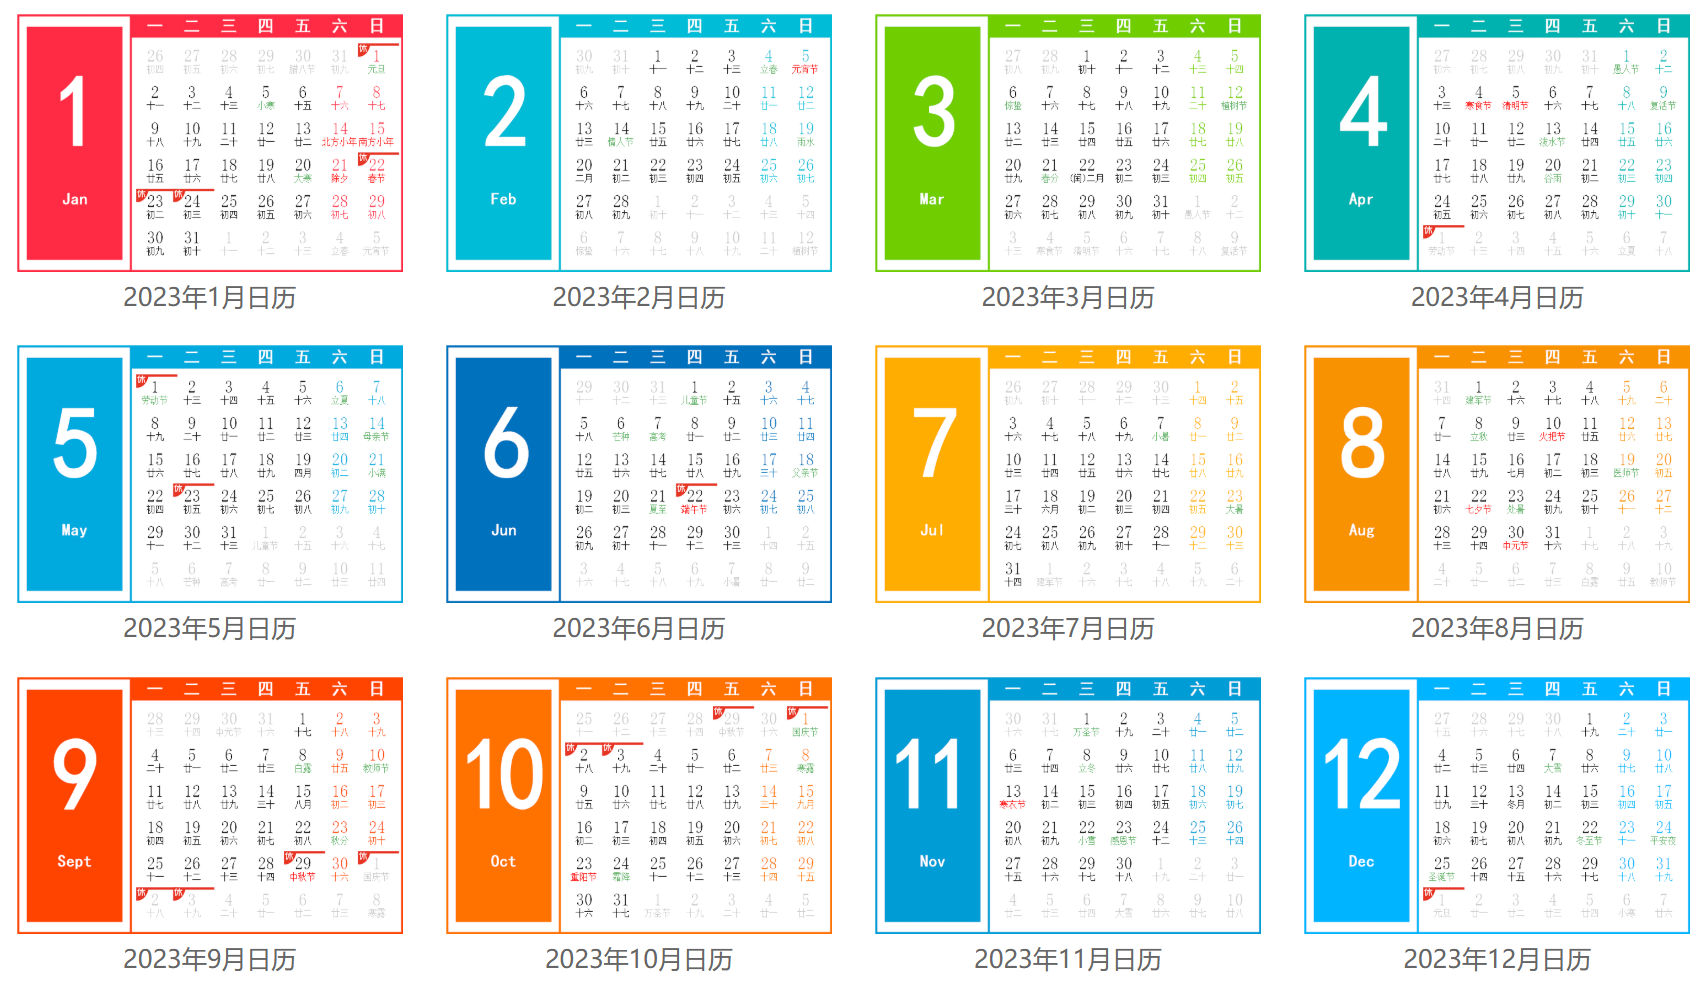 一 二 三 四 五 六 日
1
Jan
休
26 27 28 29 30 31 1
初四 初五 初六 初七 腊八节 初九 元旦
2 3 4 5 6 7 8
十一 十二 十三 小寒 十五 十六 十七
9 10 11 12 13 14 15
十八 十九 二十 廿一 廿二 北方小年 南方小年
休
16 17 18 19 20 21 22
廿五 廿六 廿七 廿八 大寒 除夕 春节
休 休
23 24 25 26 27 28 29
初二 初三 初四 初五 初六 初七 初八
30 31 1 2 3 4 5
初九 初十 十一 十二 十三 立春 元宵节
2023年1月日历
一 二 三 四 五 六 日
2
Feb
30 31 1 2 3 4 5
初九 初十 十一 十二 十三 立春 元宵节
6 7 8 9 10 11 12
十六 十七 十八 十九 二十 廿一 廿二
13 14 15 16 17 18 19
廿三 情人节 廿五 廿六 廿七 廿八 雨水
20 21 22 23 24 25 26
二月 初二 初三 初四 初五 初六 初七
27 28 1 2 3 4 5
初八 初九 初十 十一 十二 十三 十四
6 7 8 9 10 11 12
惊蛰 十六 十七 十八 十九 二十 植树节
2023年2月日历
一 二 三 四 五 六 日
3
Mar
27 28 1 2 3 4 5
初八 初九 初十 十一 十二 十三 十四
6 7 8 9 10 11 12
惊蛰 十六 十七 十八 十九 二十 植树节
13 14 15 16 17 18 19
廿二 廿三 廿四 廿五 廿六 廿七 廿八
20 21 22 23 24 25 26
廿九 春分 (闰)二月 初二 初三 初四 初五
27 28 29 30 31 1 2
初六 初七 初八 初九 初十 愚人节 十二
3 4 5 6 7 8 9
十三 寒食节 清明节 十六 十七 十八 复活节
2023年3月日历
一 二 三 四 五 六 日
4
Apr
27 28 29 30 31 1 2
初六 初七 初八 初九 初十 愚人节 十二
3 4 5 6 7 8 9
十三 寒食节 清明节 十六 十七 十八 复活节
10 11 12 13 14 15 16
二十 廿一 廿二 泼水节 廿四 廿五 廿六
17 18 19 20 21 22 23
廿七 廿八 廿九 谷雨 初二 初三 初四
24 25 26 27 28 29 30
初五 初六 初七 初八 初九 初十 十一
休
1 2 3 4 5 6 7
劳动节 十三 十四 十五 十六 立夏 十八
2023年4月日历
一 二 三 四 五 六 日
5
May
休
1 2 3 4 5 6 7
劳动节 十三 十四 十五 十六 立夏 十八
8 9 10 11 12 13 14
十九 二十 廿一 廿二 廿三 廿四 母亲节
15 16 17 18 19 20 21
廿六 廿七 廿八 廿九 四月 初二 小满
休
22 23 24 25 26 27 28
初四 初五 初六 初七 初八 初九 初十
29 30 31 1 2 3 4
十一 十二 十三 儿童节 十五 十六 十七
5 6 7 8 9 10 11
十八 芒种 高考 廿一 廿二 廿三 廿四
2023年5月日历
一 二 三 四 五 六 日
6
Jun
29 30 31 1 2 3 4
十一 十二 十三 儿童节 十五 十六 十七
5 6 7 8 9 10 11
十八 芒种 高考 廿一 廿二 廿三 廿四
12 13 14 15 16 17 18
廿五 廿六 廿七 廿八 廿九 三十 父亲节
休
19 20 21 22 23 24 25
初二 初三 夏至 端午节 初六 初七 初八
26 27 28 29 30 1 2
初九 初十 十一 十二 十三 十四 十五
3 4 5 6 7 8 9
十六 十七 十八 十九 小暑 廿一 廿二
2023年6月日历
一 二 三 四 五 六 日
7
Jul
26 27 28 29 30 1 2
初九 初十 十一 十二 十三 十四 十五
3 4 5 6 7 8 9
十六 十七 十八 十九 小暑 廿一 廿二
10 11 12 13 14 15 16
廿三 廿四 廿五 廿六 廿七 廿八 廿九
17 18 19 20 21 22 23
三十 六月 初二 初三 初四 初五 大暑
24 25 26 27 28 29 30
初七 初八 初九 初十 十一 十二 十三
31 1 2 3 4 5 6
十四 建军节 十六 十七 十八 十九 二十
2023年7月日历
一 二 三 四 五 六 日
8
Aug
31 1 2 3 4 5 6
十四 建军节 十六 十七 十八 十九 二十
7 8 9 10 11 12 13
廿一 立秋 廿三 火把节 廿五 廿六 廿七
14 15 16 17 18 19 20
廿八 廿九 七月 初二 初三 医师节 初五
21 22 23 24 25 26 27
初六 七夕节 处暑 初九 初十 十一 十二
28 29 30 31 1 2 3
十三 十四 中元节 十六 十七 十八 十九
4 5 6 7 8 9 10
二十 廿一 廿二 廿三 白露 廿五 教师节
2023年8月日历
一 二 三 四 五 六 日
9
Sept
28 29 30 31 1 2 3
十三 十四 中元节 十六 十七 十八 十九
4 5 6 7 8 9 10
二十 廿一 廿二 廿三 白露 廿五 教师节
11 12 13 14 15 16 17
廿七 廿八 廿九 三十 八月 初二 初三
18 19 20 21 22 23 24
初四 初五 初六 初七 初八 秋分 初十
休 休
25 26 27 28 29 30 1
十一 十二 十三 十四 中秋节 十六 国庆节
休 休
2 3 4 5 6 7 8
十八 十九 二十 廿一 廿二 廿三 寒露
2023年9月日历
一 二 三 四 五 六 日
10
Oct
休 休
25 26 27 28 29 30 1
十一 十二 十三 十四 中秋节 十六 国庆节
休 休
2 3 4 5 6 7 8
十八 十九 二十 廿一 廿二 廿三 寒露
9 10 11 12 13 14 15
廿五 廿六 廿七 廿八 廿九 三十 九月
16 17 18 19 20 21 22
初二 初三 初四 初五 初六 初七 初八
23 24 25 26 27 28 29
重阳节 霜降 十一 十二 十三 十四 十五
30 31 1 2 3 4 5
十六 十七 万圣节 十九 二十 廿一 廿二
2023年10月日历
一 二 三 四 五 六 日
11
Nov
30 31 1 2 3 4 5
十六 十七 万圣节 十九 二十 廿一 廿二
6 7 8 9 10 11 12
廿三 廿四 立冬 廿六 廿七 廿八 廿九
13 14 15 16 17 18 19
寒衣节 初二 初三 初四 初五 初六 初七
20 21 22 23 24 25 26
初八 初九 小雪 感恩节 十二 十三 十四
27 28 29 30 1 2 3
十五 十六 十七 十八 十九 二十 廿一
4 5 6 7 8 9 10
廿二 廿三 廿四 大雪 廿六 廿七 廿八
2023年11月日历
一 二 三 四 五 六 日
12
Dec
27 28 29 30 1 2 3
十五 十六 十七 十八 十九 二十 廿一
4 5 6 7 8 9 10
廿二 廿三 廿四 大雪 廿六 廿七 廿八
11 12 13 14 15 16 17
廿九 三十 冬月 初二 初三 初四 初五
18 19 20 21 22 23 24
初六 初七 初八 初九 冬至节 十一 平安夜
25 26 27 28 29 30 31
圣诞节 十四 十五 十六 十七 十八 十九
休
1 2 3 4 5 6 7
元旦 廿一 廿二 廿三 廿四 小寒 廿六
2023年12月日历